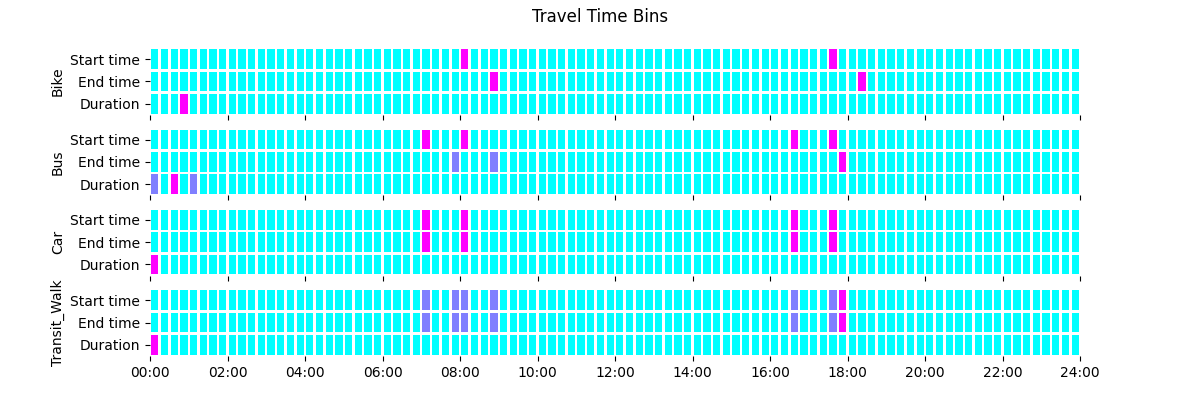 Travel Time Bins
Bike
Start time
End time
Duration
Bus
Start time
End time
Duration
Car
Start time
End time
Duration
Transit_Walk
Start time
End time
Duration
00:00 02:00 04:00 06:00 08:00 10:00 12:00 14:00 16:00 18:00 20:00 22:00 24:00